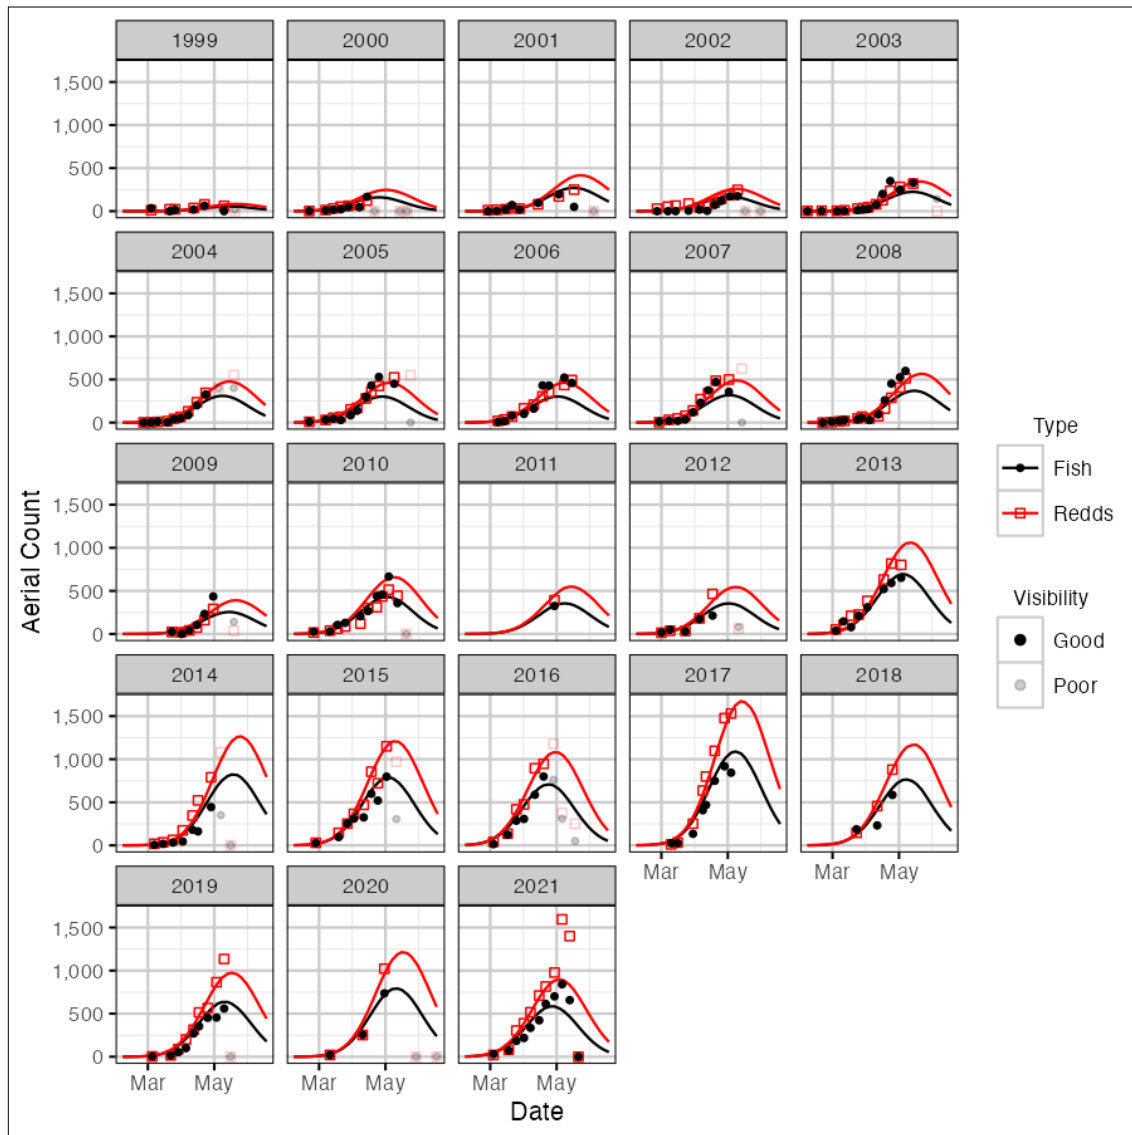 1999 2000 2001 2002 2003
1,500
1,000
500
0
2004 2005 2006 2007 2008
1,500
1,000
500
0
2009 2010 2011 2012 2013
1,500
1,000
500
0
2014 2015 2016 2017 2018
1,500
1,000
500
0
Mar May Mar May
2019 2020 2021
1,500
1,000
500
0
Mar May Mar May Mar May
Aerial Count
Date
Type
Fish
Redds
Visibility
Good
Poor